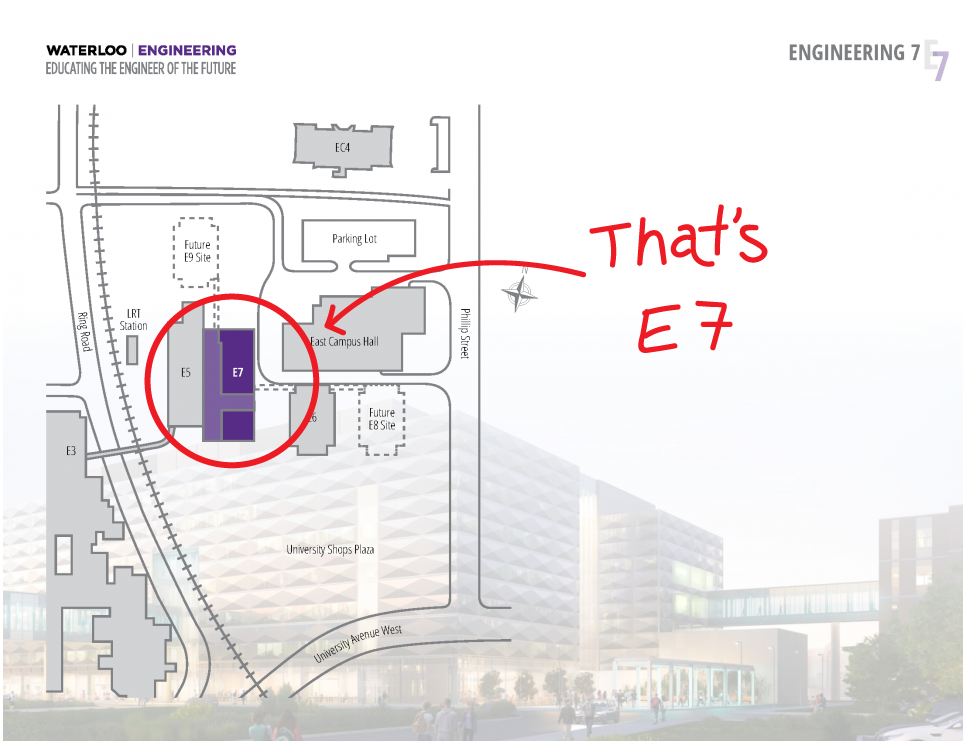 WATERLOO | ENGINEERING
EDUCATING THE ENGINEER OF THE FUTURE
ENGINEERING 7 E7
EC4
Parking Lot
Future
E9 Site
That's
E7
N
LRT
Station
Ring Road
Phillip Street
East Campus Hall
E5
E7
E6
Future
E8 Site
E3
University Shops Plaza
University Avenue West